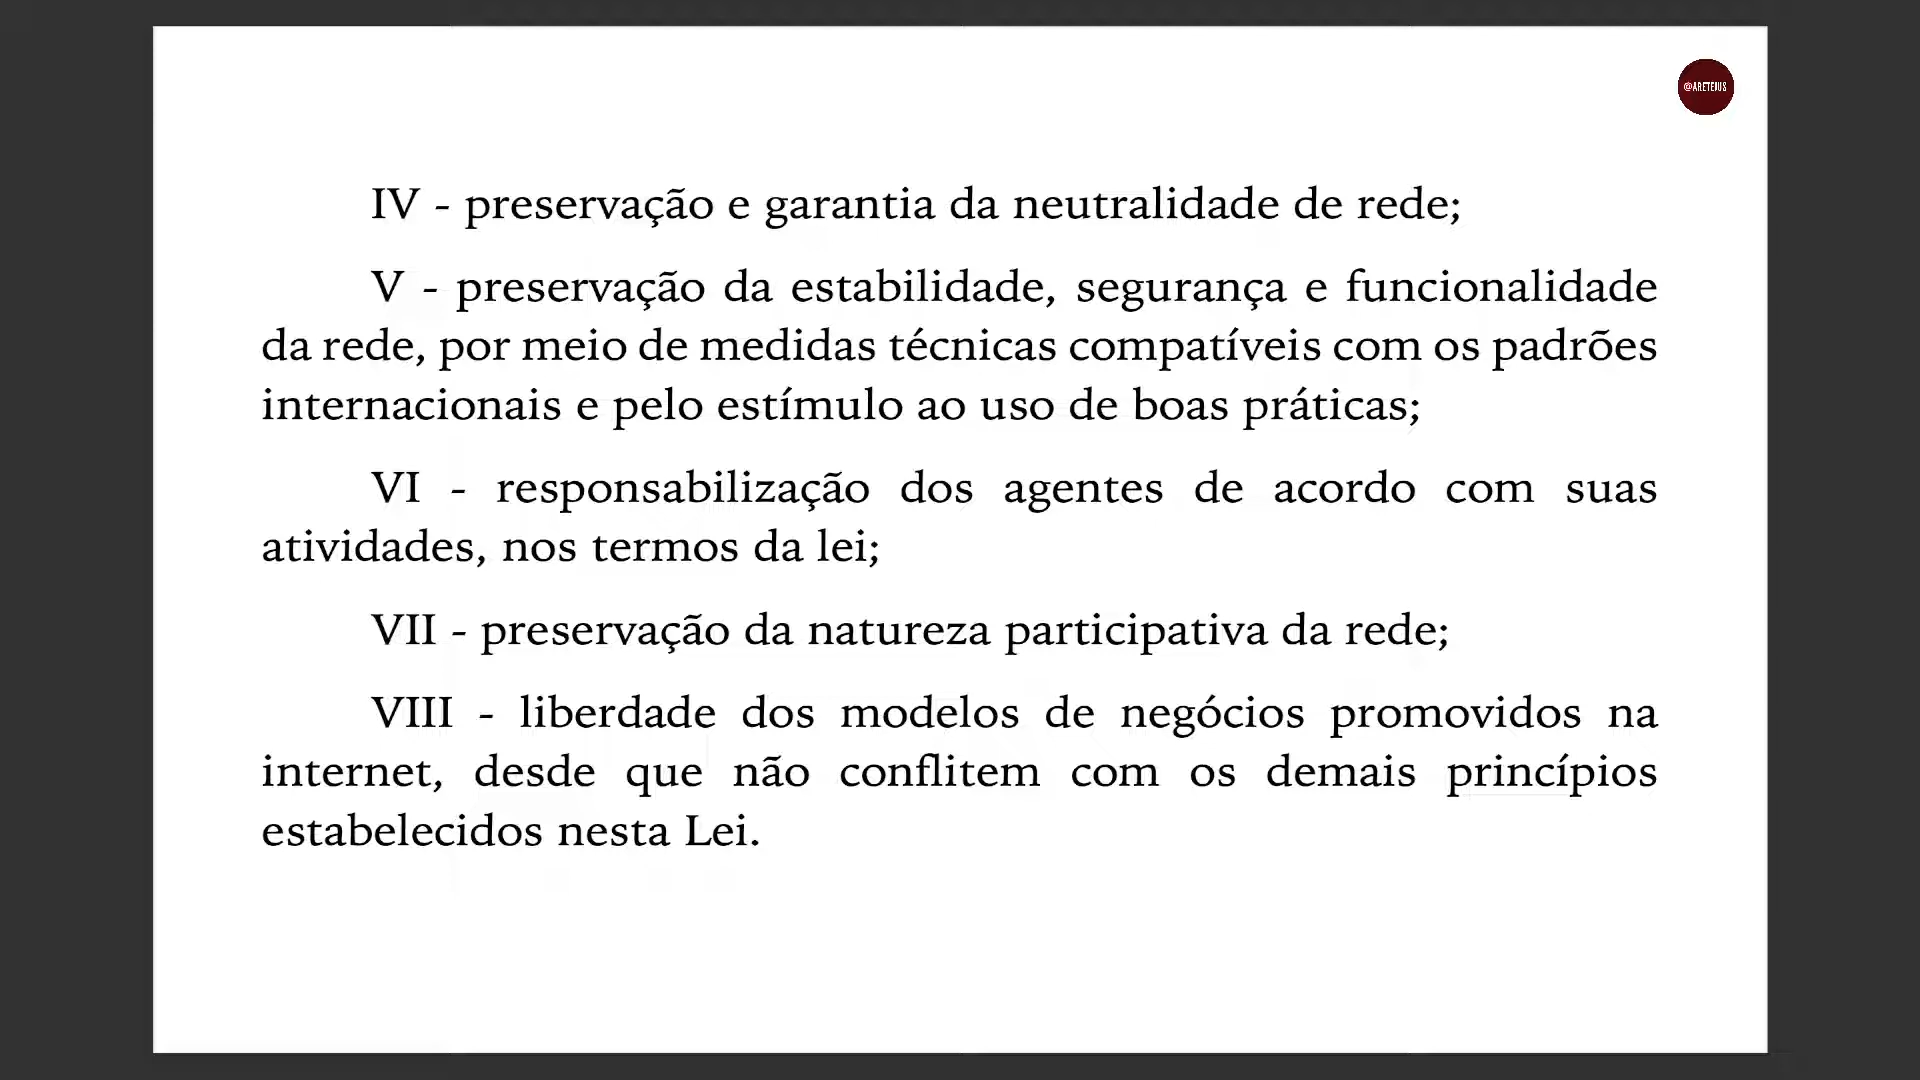 @ARETEIUS
IV - preservação e garantia da neutralidade de rede;
V - preservação da estabilidade, segurança e funcionalidade
da rede, por meio de medidas técnicas compatíveis com os padrões
internacionais e pelo estímulo ao uso de boas práticas;
VI - responsabilização dos agentes de acordo com suas
atividades, nos termos da lei;
VII - preservação da natureza participativa da rede;
VIII - liberdade dos modelos de negócios promovidos na
internet, desde que não conflitem com os demais princípios
estabelecidos nesta Lei.